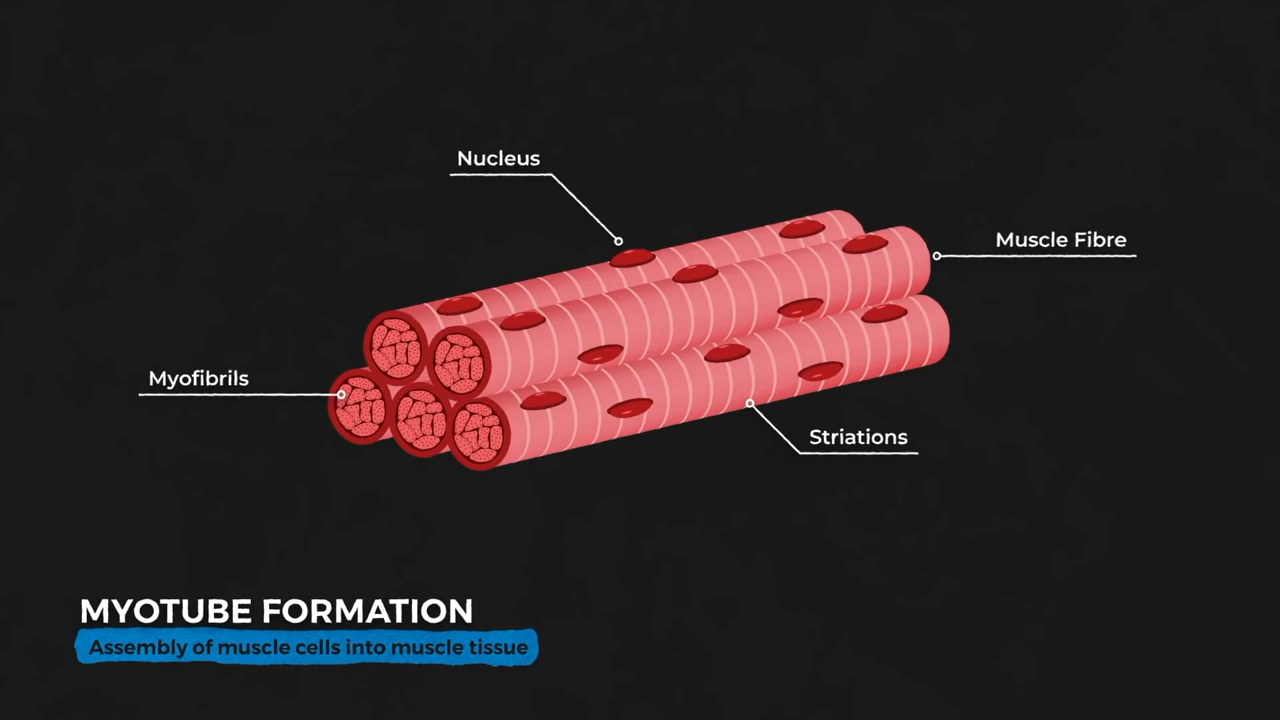 Nucleus
Muscle Fibre
Myofibrils
Striations
MYOTUBE FORMATION
Assembly of muscle cells into muscle tissue